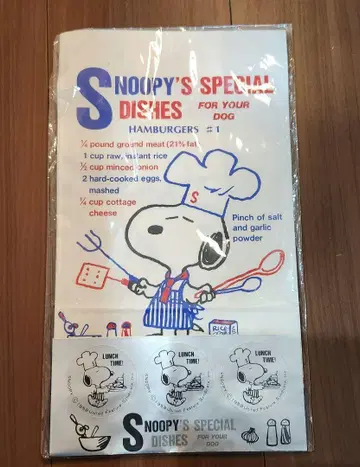 SNOOPY'S SPECIAL
DISHES FOR YOUR
DOG
HAMBURGERS #1
¼ pound ground meat (21% fat
1 cup raw, instant rice
½ cup minced onion
2 hard-cooked eggs,
mashed
¼ cup cottage
cheese
S
Pinch of salt
and garlic
powder
RICE
LUNCH
TIME!
LUNCH
TIME!
LUNCH
TIME!
SNOOPY'S SPECIAL
DISHES FOR YOUR
DOG